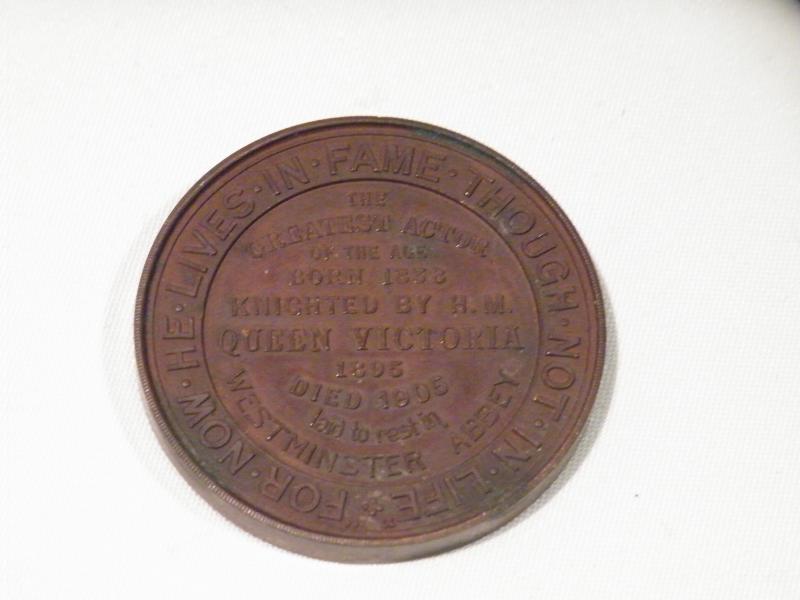 FOR·NOW·HE·LIVES·IN·FAME·THOUGH·NOT·IN·LIFE
THE
GREATEST ACTOR
OF THE AGE
BORN 1838
KNIGHTED BY H.M.
QUEEN VICTORIA
1895
DIED 1905
laid to rest in
WESTMINSTER ABBEY